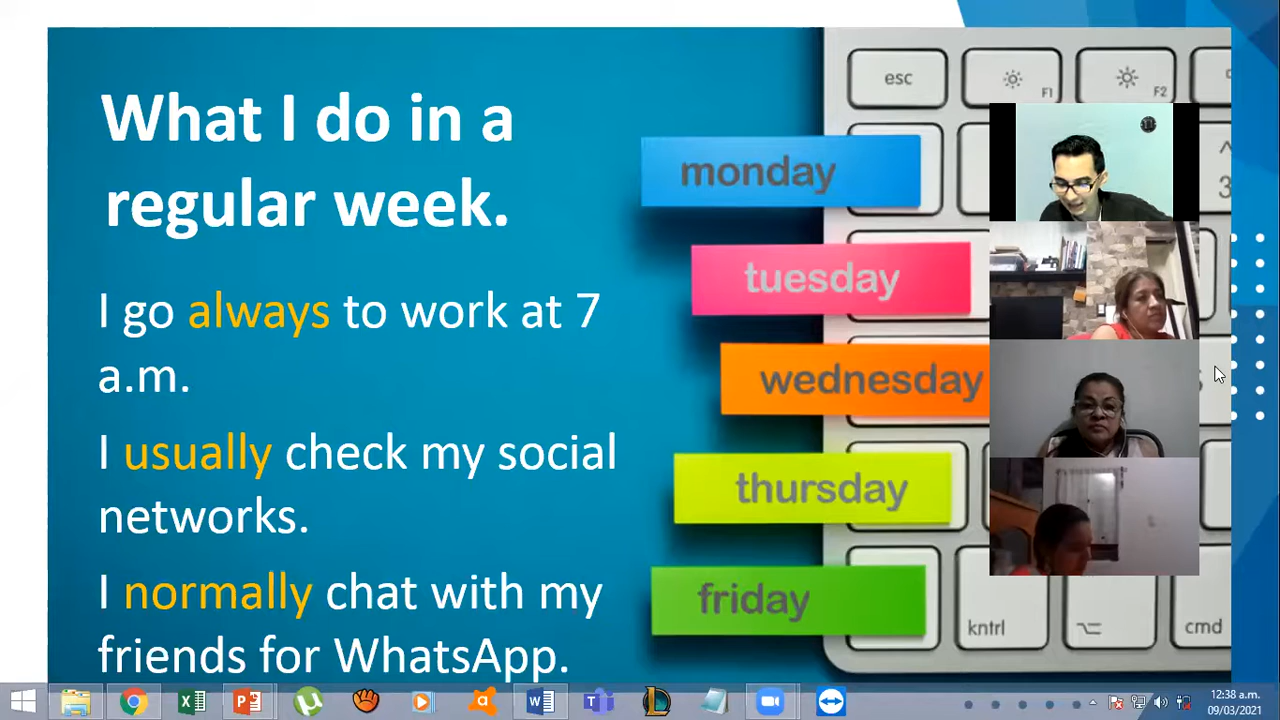 What I do in a
regular week.
I go always to work at 7
a.m.
I usually check my social
networks.
I normally chat with my
friends for WhatsApp.
monday
tuesday
wednesday
thursday
friday
esc
F1
F2
^
3
S
kntrl
cmd
12:38 a.m.
09/03/2021